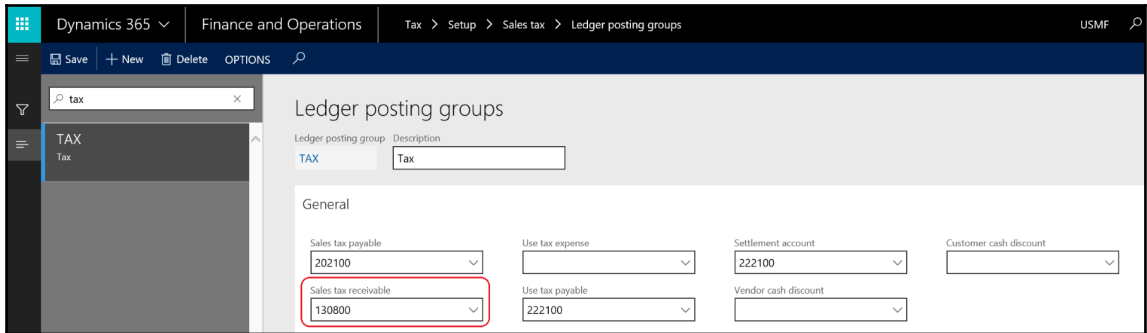 Dynamics 365 Finance and Operations Tax > Setup > Sales tax > Ledger posting groups USMF
Save + New Delete OPTIONS
tax ×
Ledger posting groups
TAX
Tax
Ledger posting group Description
TAX Tax
General
Sales tax payable Use tax expense Settlement account Customer cash discount
202100 222100
Sales tax receivable Use tax payable Vendor cash discount
130800 222100